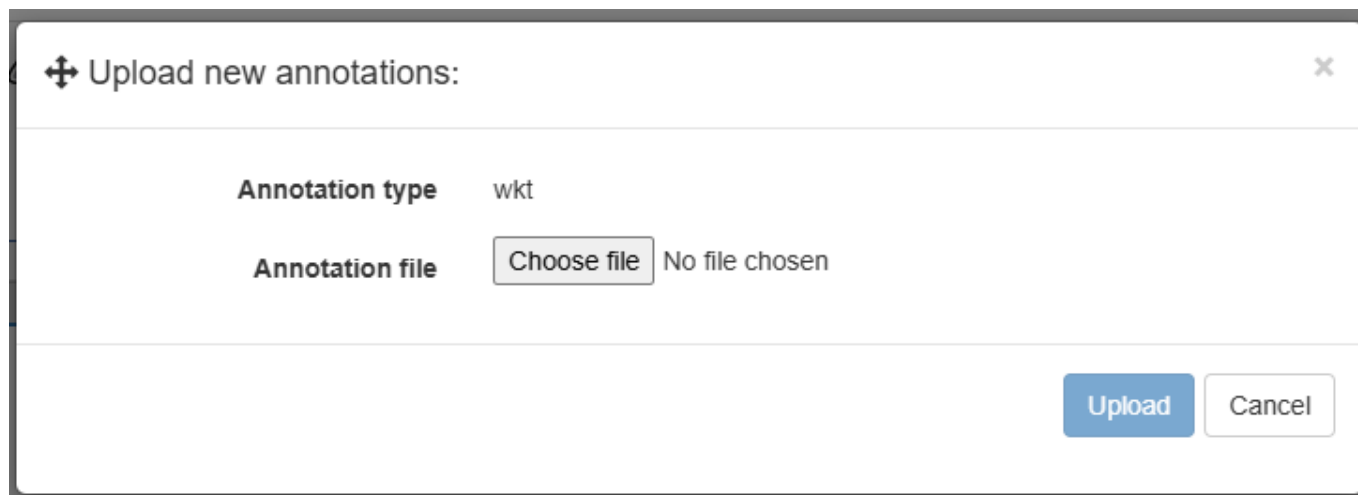 Upload new annotations:
×
Annotation type wkt
Annotation file Choose file No file chosen
Upload Cancel